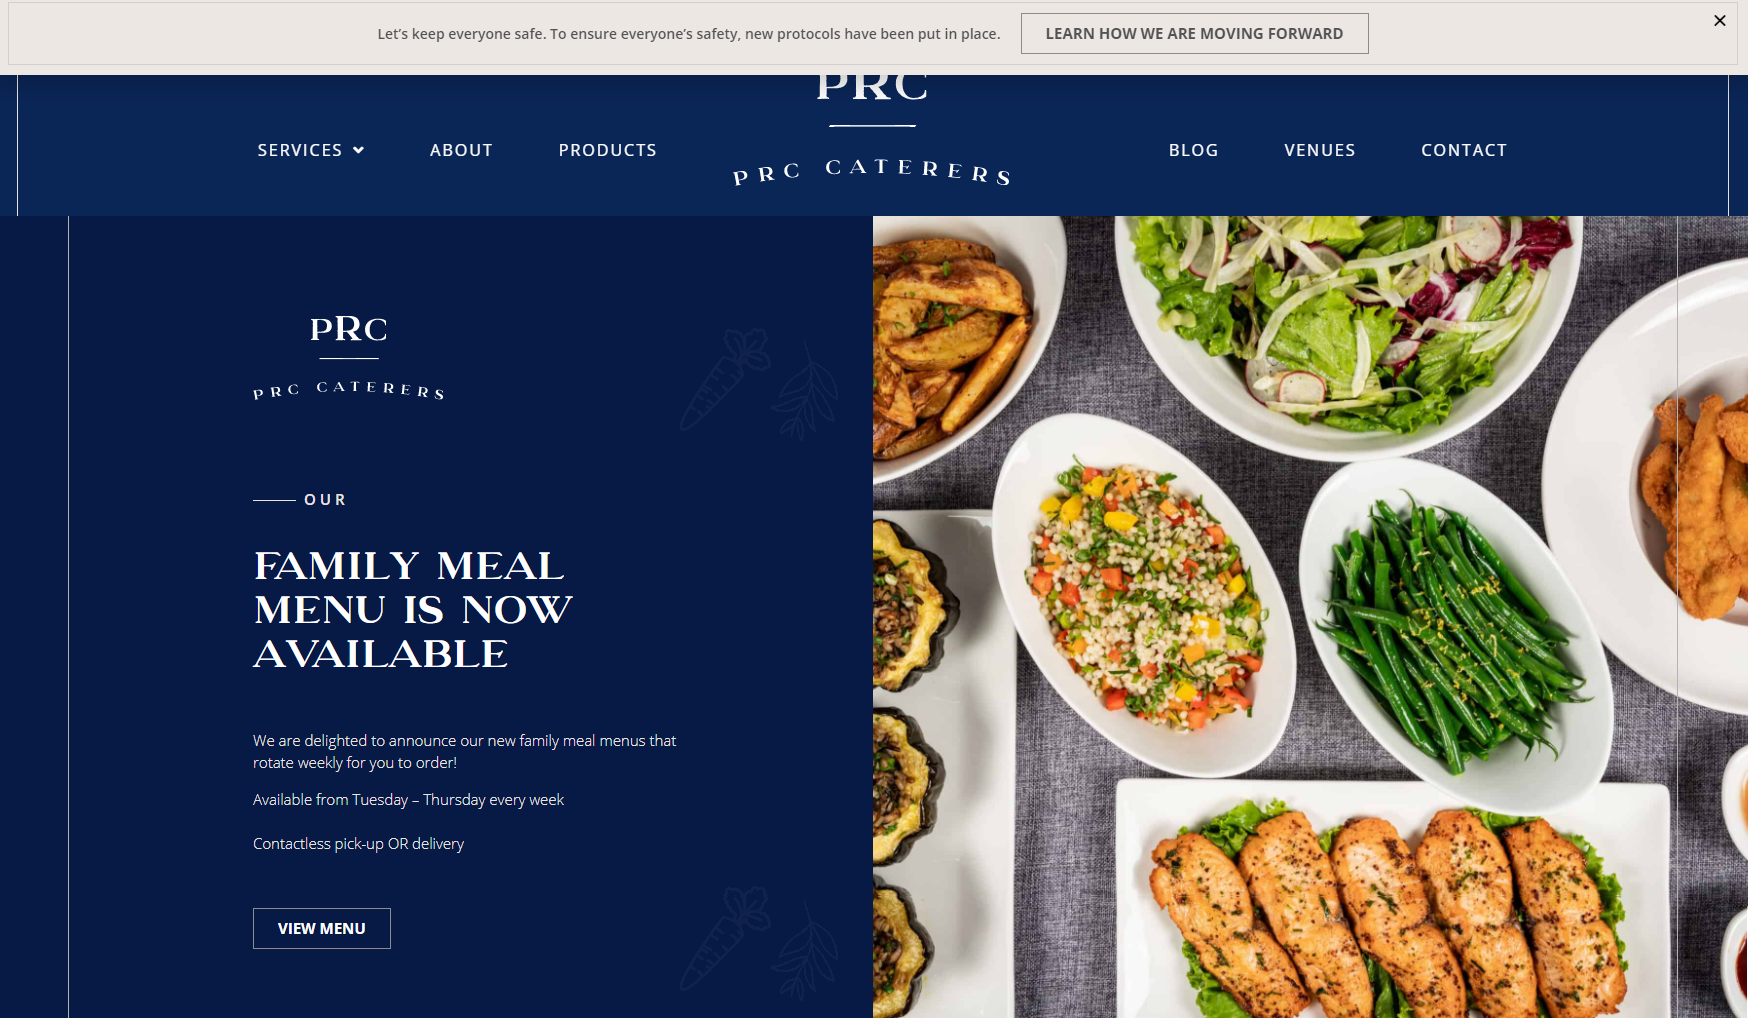 Let's keep everyone safe. To ensure everyone's safety, new protocols have been put in place.
LEARN HOW WE ARE MOVING FORWARD
PRC
SERVICES
ABOUT
PRODUCTS
PRC CATERERS
BLOG
VENUES
CONTACT
PRC
PRC CATERERS
OUR
FAMILY MEAL
MENU IS NOW
AVAILABLE
We are delighted to announce our new family meal menus that
rotate weekly for you to order!
Available from Tuesday – Thursday every week
Contactless pick-up OR delivery
VIEW MENU